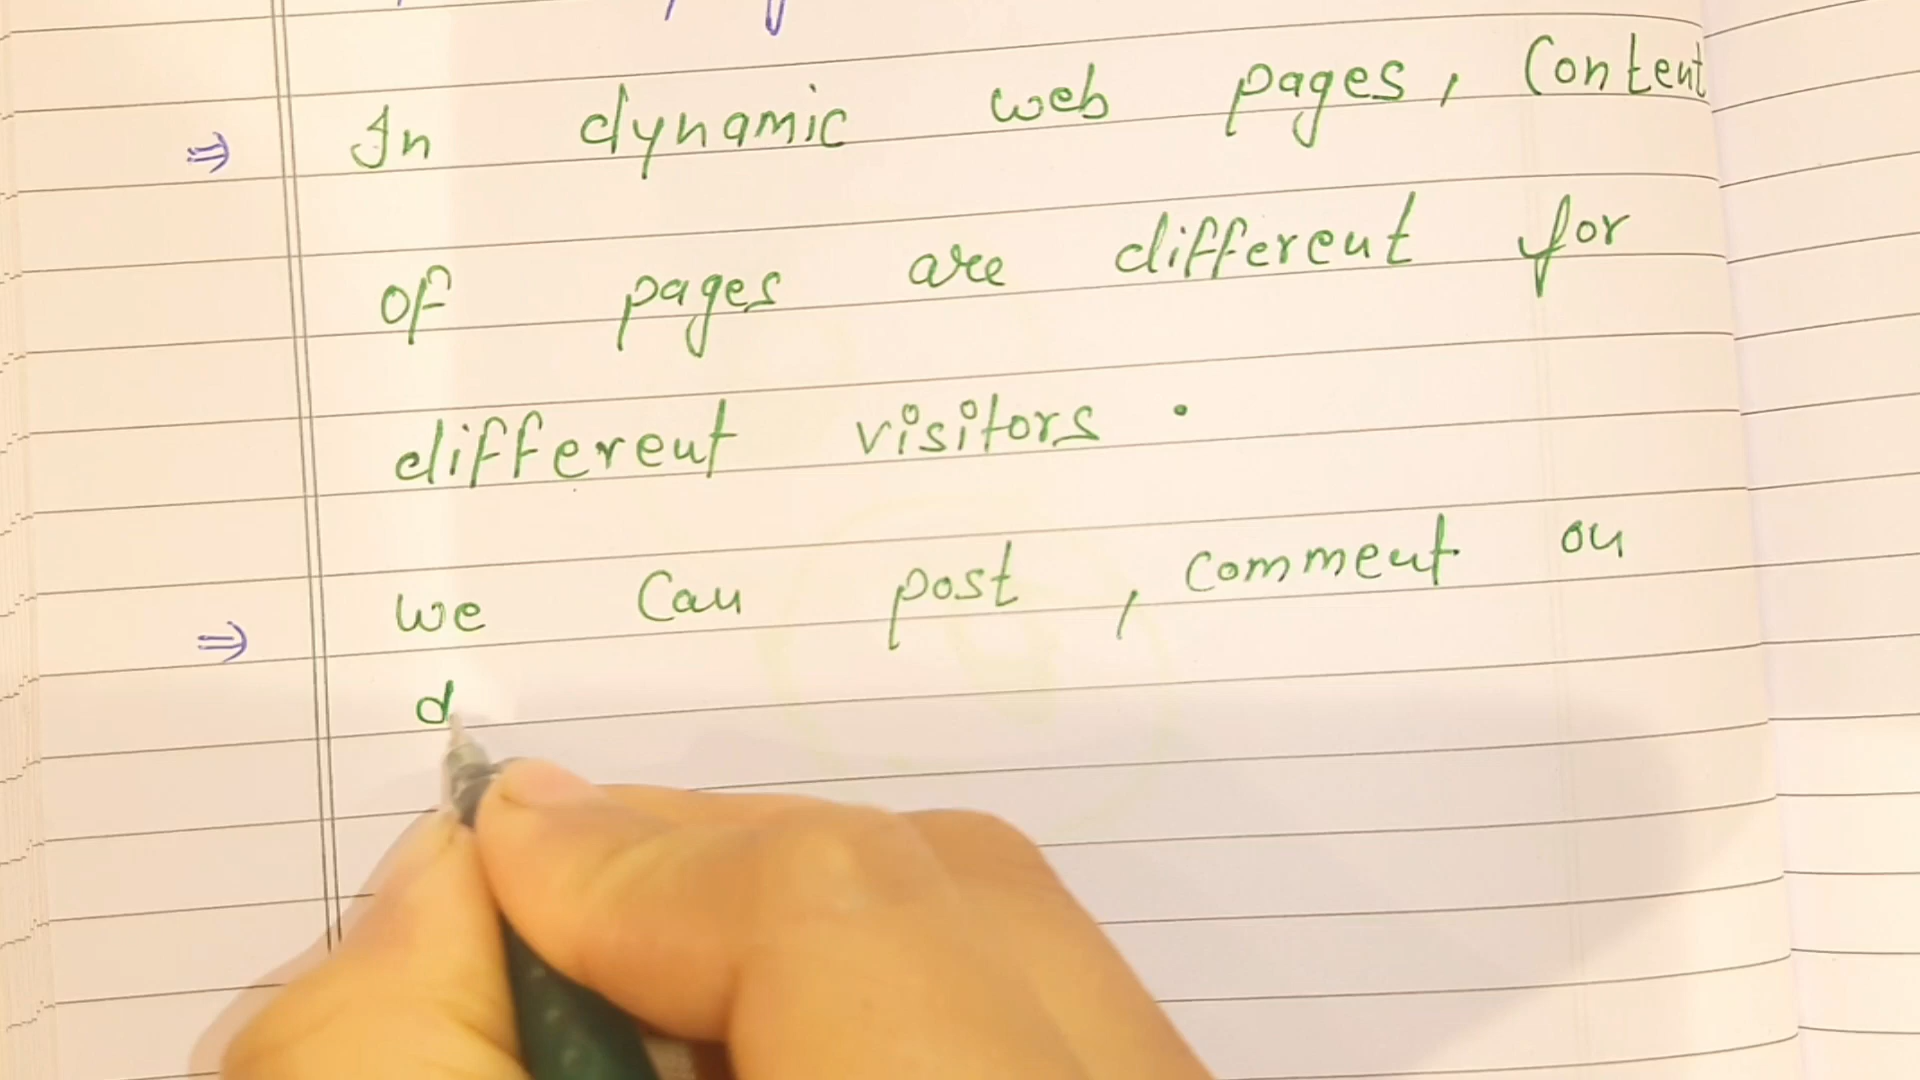 ⇒ In dynamic web pages, Content
of pages are different for
different visitors.
⇒ we Can post, comment on
d